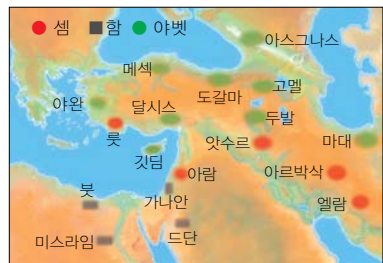 셈 함 야벳
아스그나스
메섹
도갈마 고멜
야완 달시스 두발
룻 앗수르 마대
깃딤 아람 아르박삭
붓 가나안 엘람
미스라임 드단